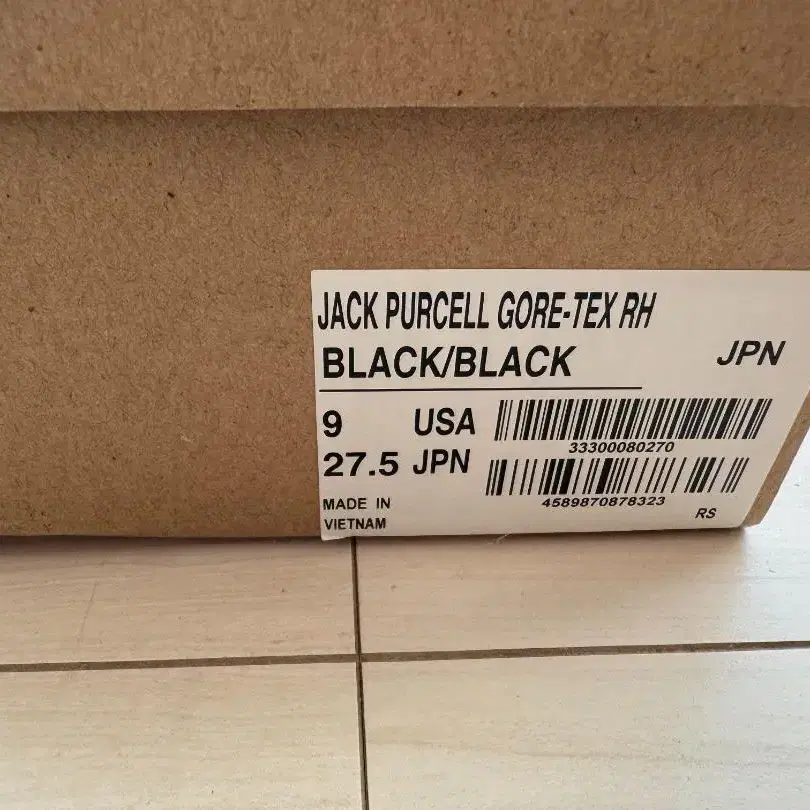 JACK PURCELL GORE-TEX RH
BLACK/BLACK
JPN
9 USA
33300080270
27.5 JPN
4589870878323
MADE IN
VIETNAM
RS